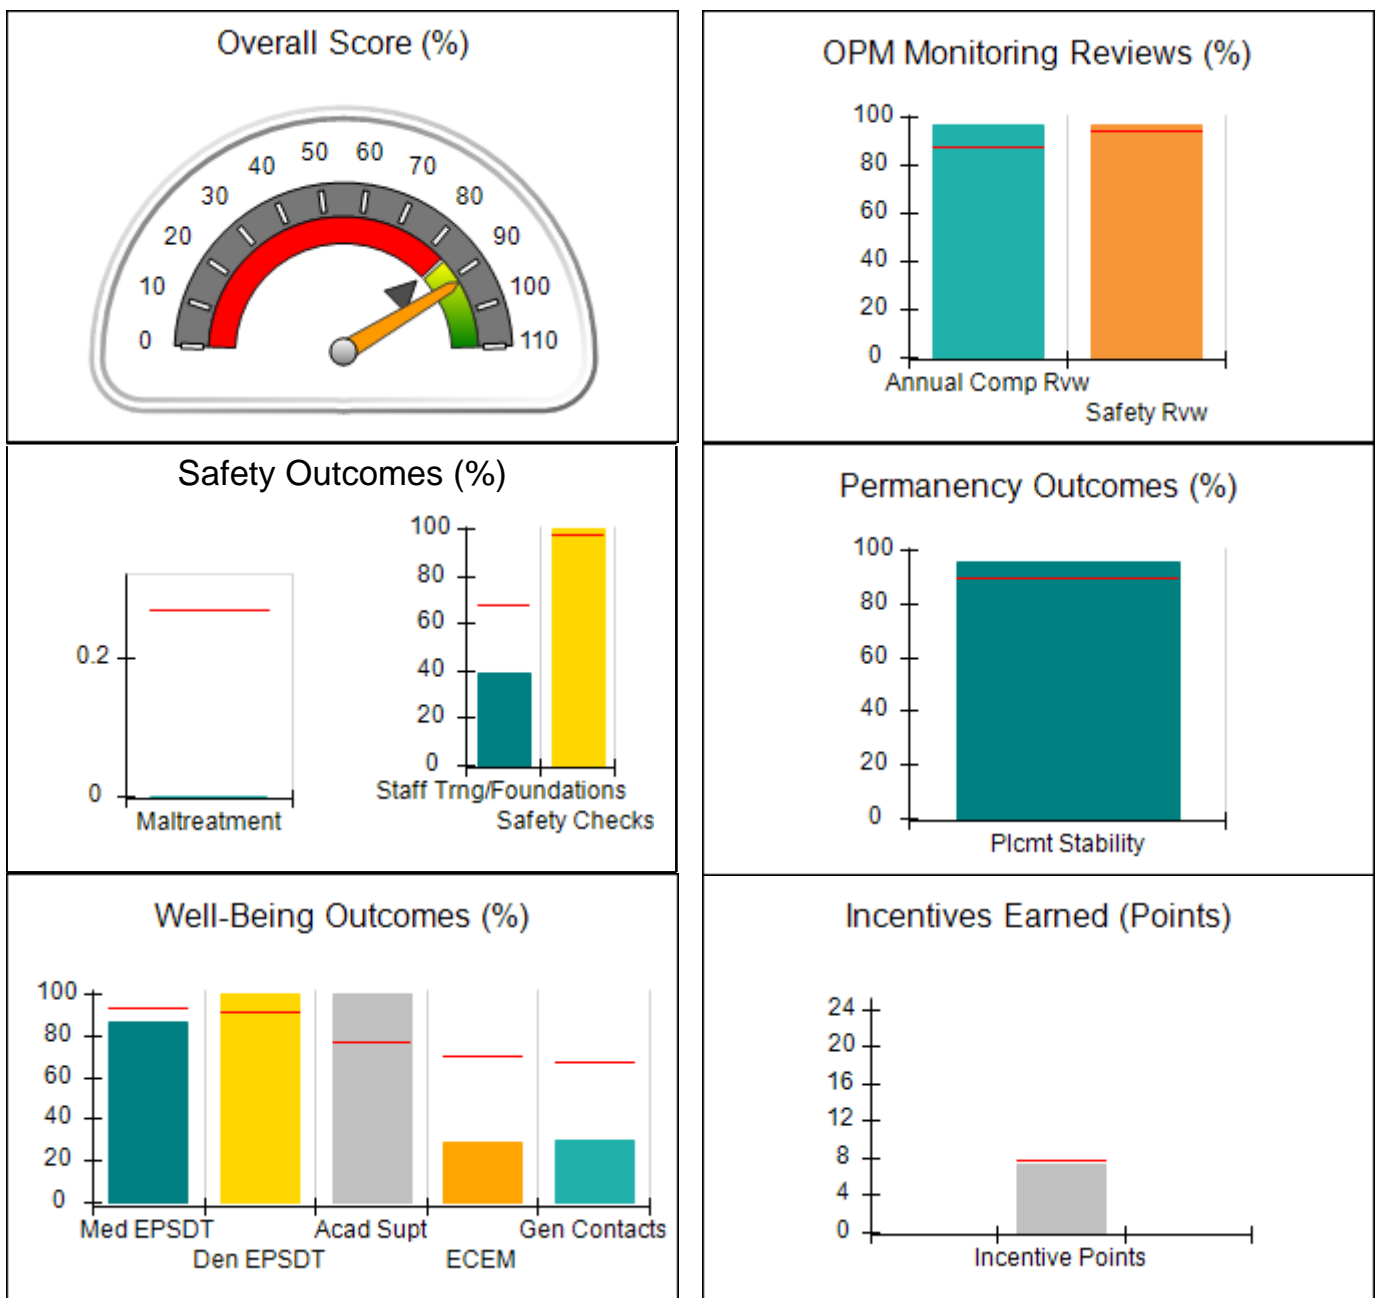 Overall Score (%)
0
10
20
30
40
50
60
70
80
90
100
110
OPM Monitoring Reviews (%)
100
80
60
40
20
0
Annual Comp Rvw
Safety Rvw
Safety Outcomes (%)
0.2
0
Maltreatment
100
80
60
40
20
0
Staff Trng/Foundations
Safety Checks
Permanency Outcomes (%)
100
80
60
40
20
0
Plcmt Stability
Well-Being Outcomes (%)
100
80
60
40
20
0
Med EPSDT
Den EPSDT
Acad Supt
ECEM
Gen Contacts
Incentives Earned (Points)
24
20
16
12
8
4
0
Incentive Points